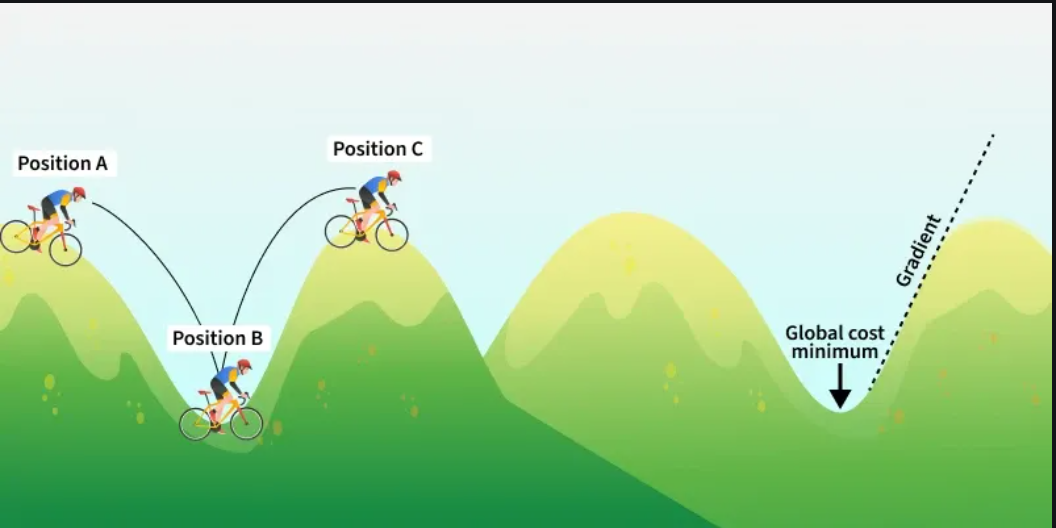 Position A
Position C
Position B
Global cost
minimum
Gradient